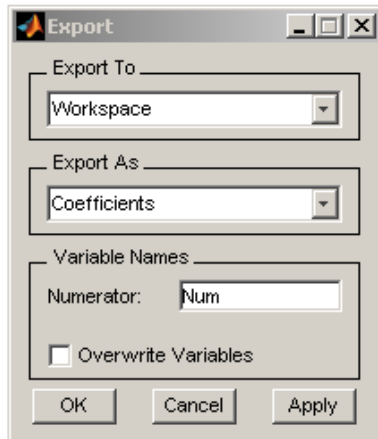 Export
Export To
Workspace
Export As
Coefficients
Variable Names
Numerator: Num
Overwrite Variables
OK Cancel Apply